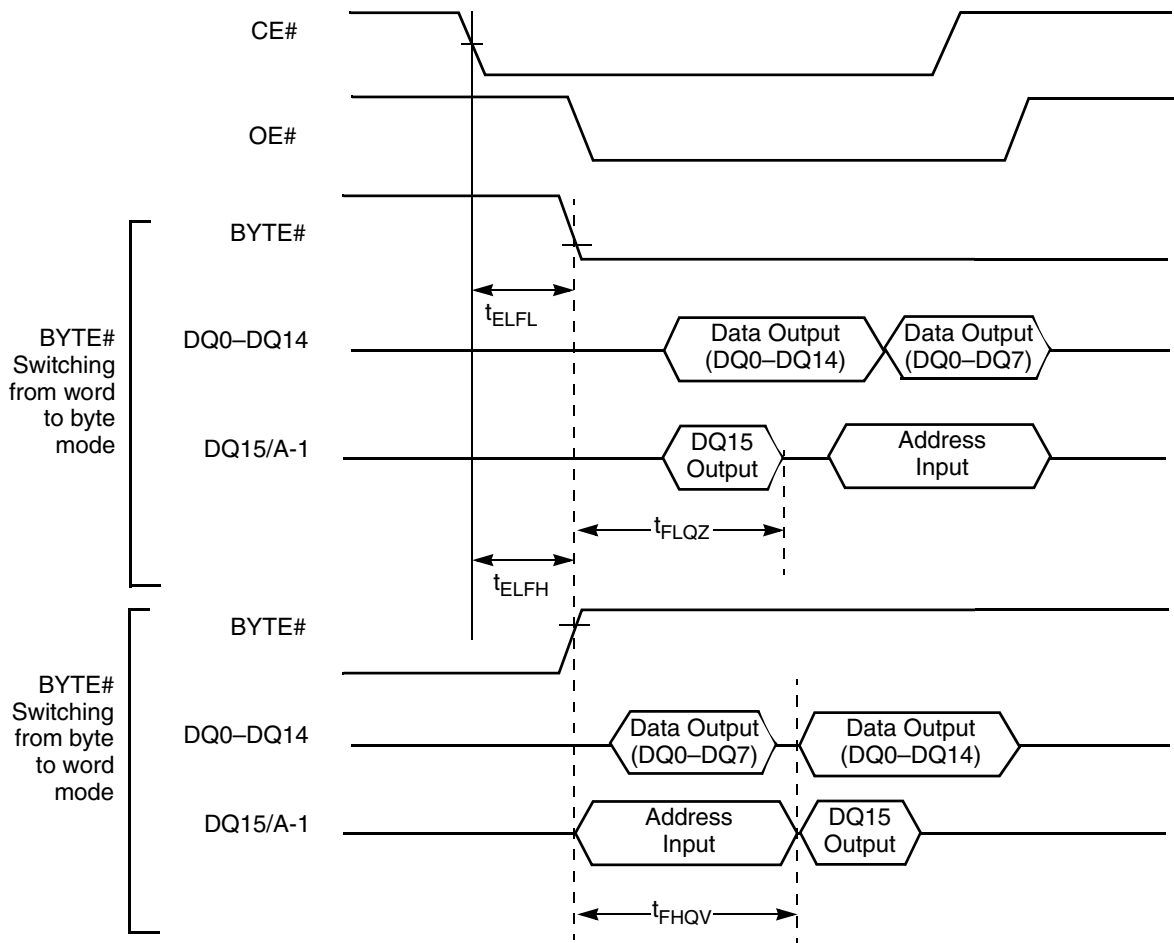 CE#
OE#
BYTE#
tELFL
BYTE#
Switching
from word
to byte
mode
DQ0–DQ14
Data Output
(DQ0–DQ14)
Data Output
(DQ0–DQ7)
DQ15/A-1
DQ15
Output
Address
Input
tFLQZ
tELFH
BYTE#
BYTE#
Switching
from byte
to word
mode
DQ0–DQ14
Data Output
(DQ0–DQ7)
Data Output
(DQ0–DQ14)
DQ15/A-1
Address
Input
DQ15
Output
tFHQV